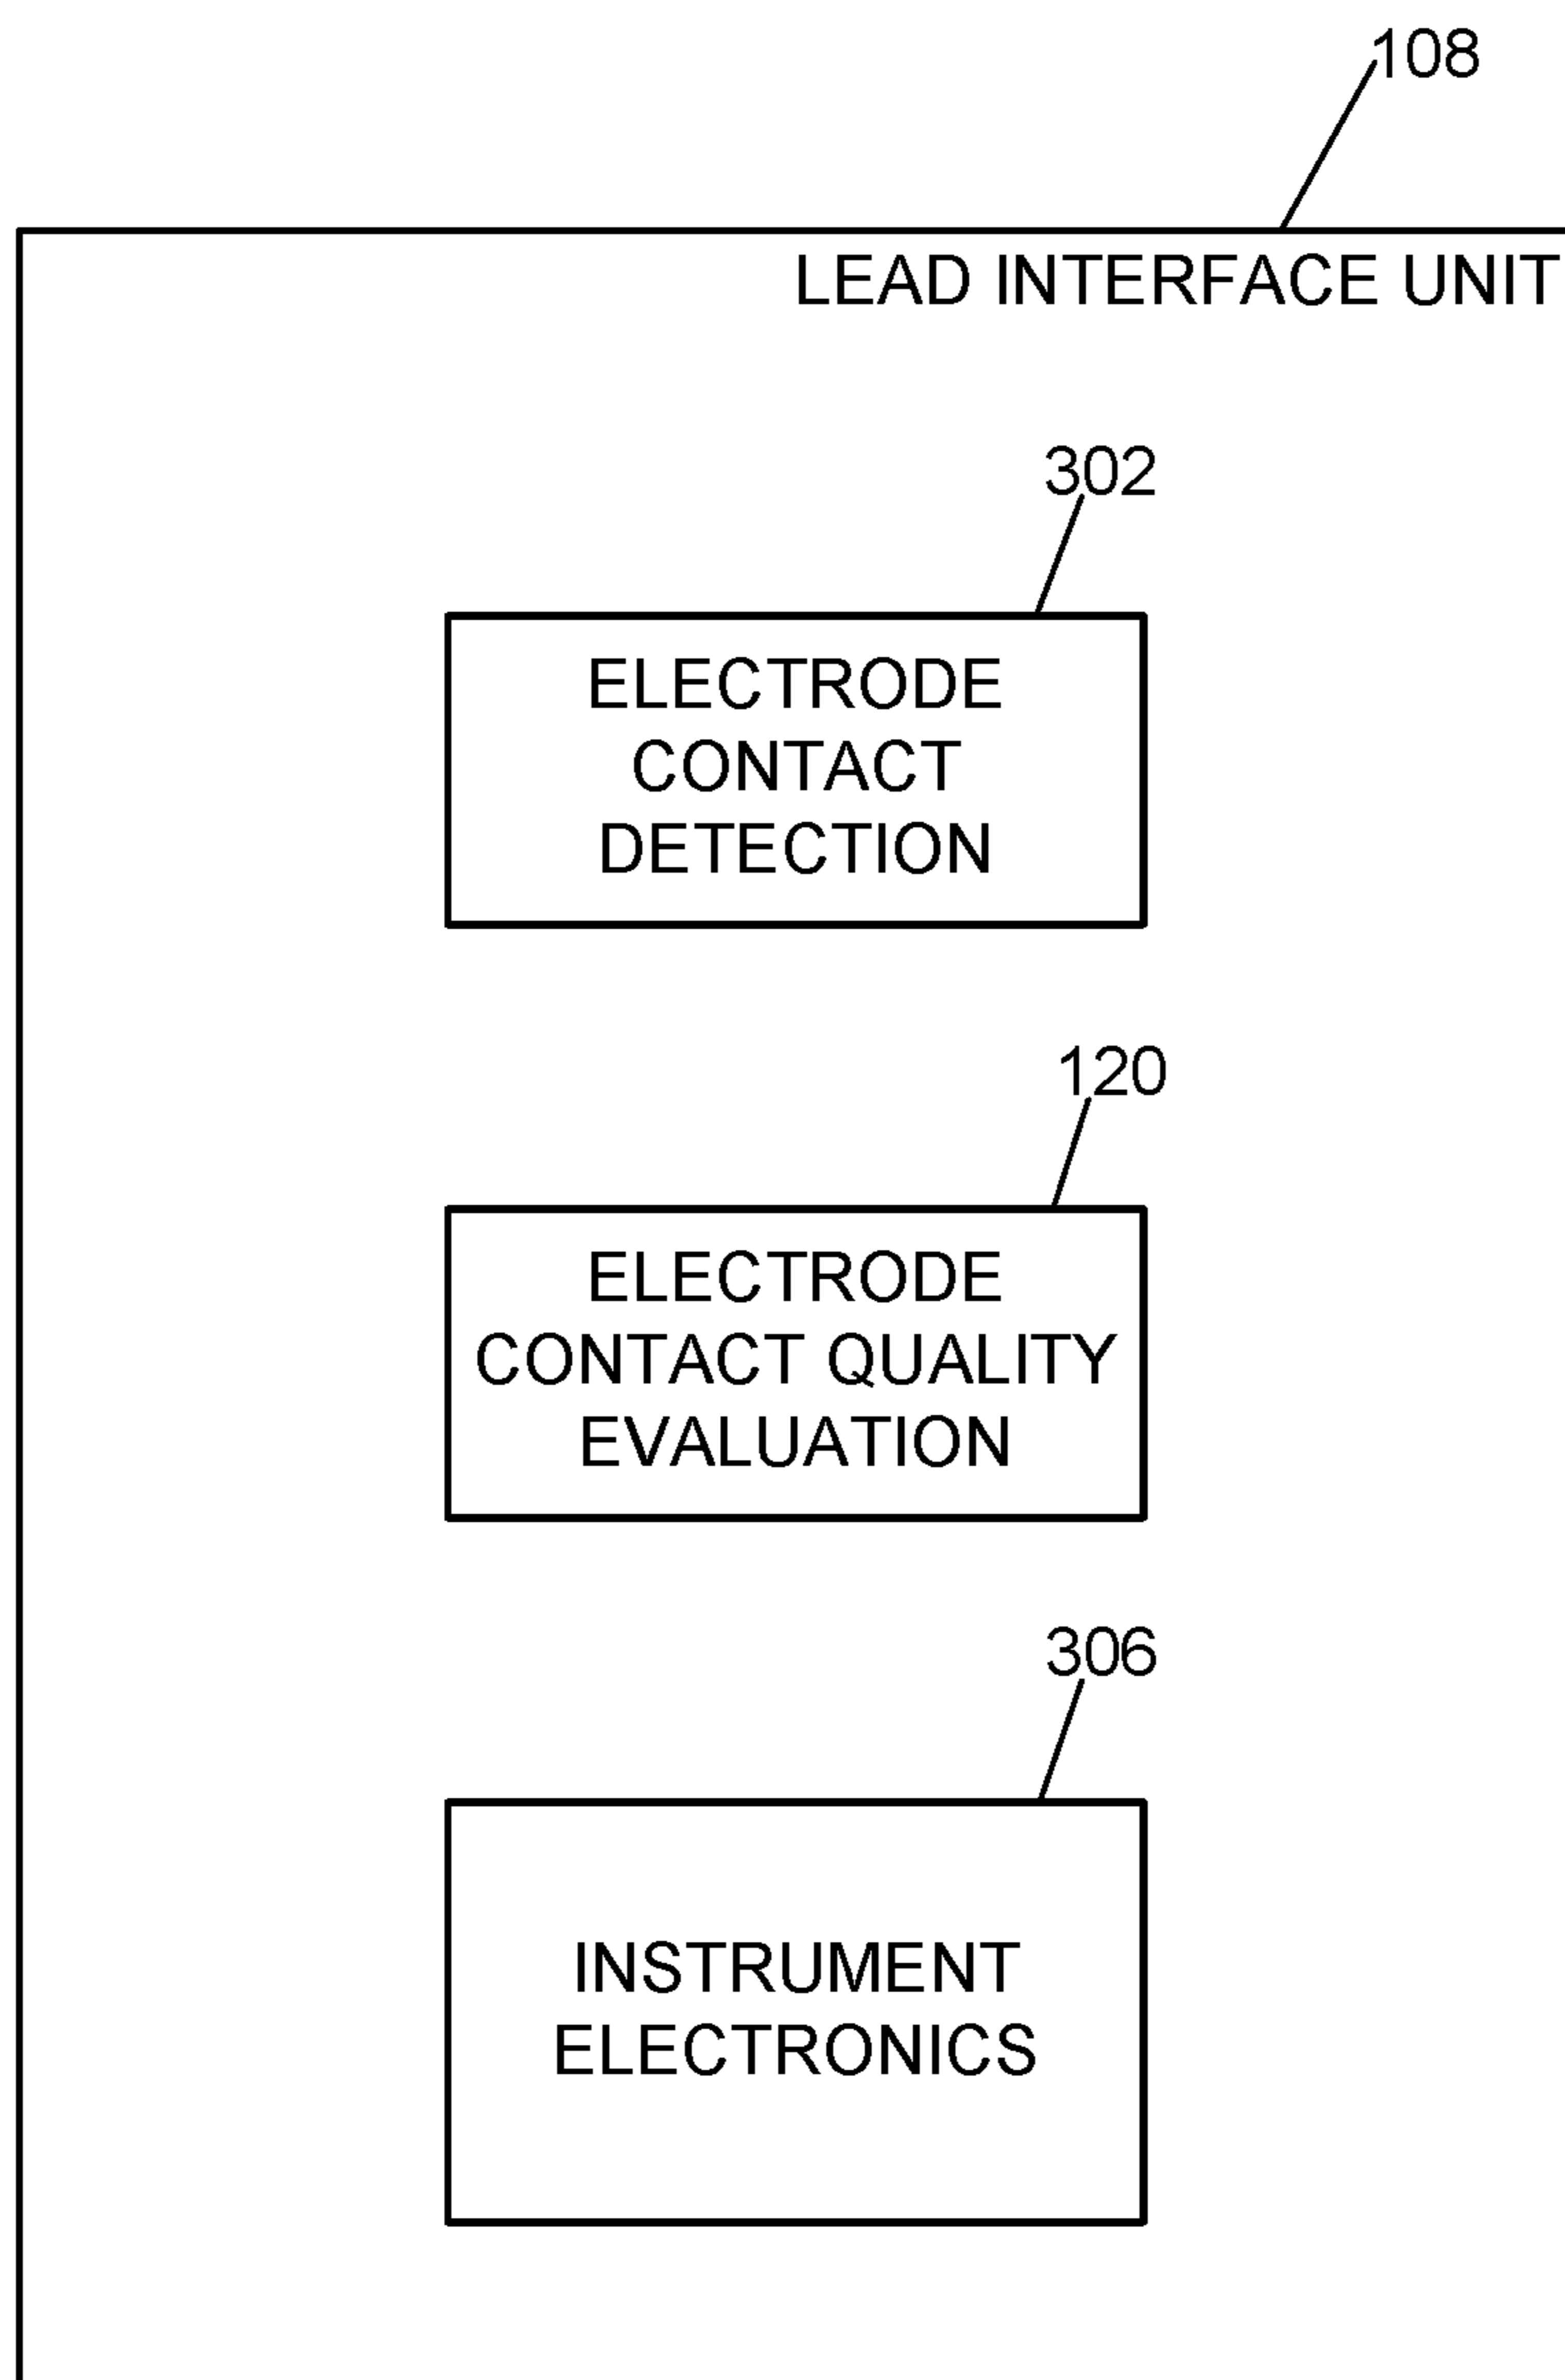 108
LEAD INTERFACE UNIT
302
ELECTRODE
CONTACT
DETECTION
120
ELECTRODE
CONTACT QUALITY
EVALUATION
306
INSTRUMENT
ELECTRONICS